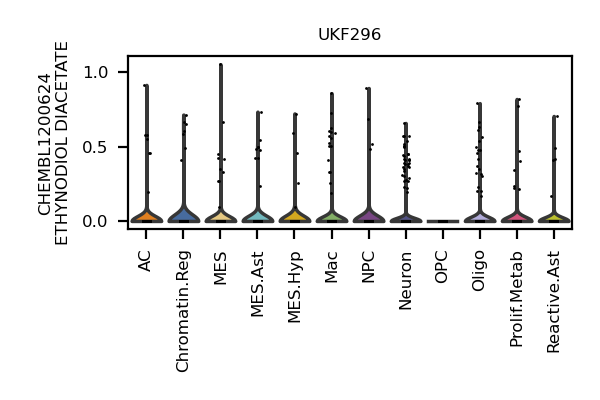 UKF296
CHEMBL1200624
ETHYNODIOL DIACETATE
1.0
0.5
0.0
AC
Chromatin.Reg
MES
MES.Ast
MES.Hyp
Mac
NPC
Neuron
OPC
Oligo
Prolif.Metab
Reactive.Ast